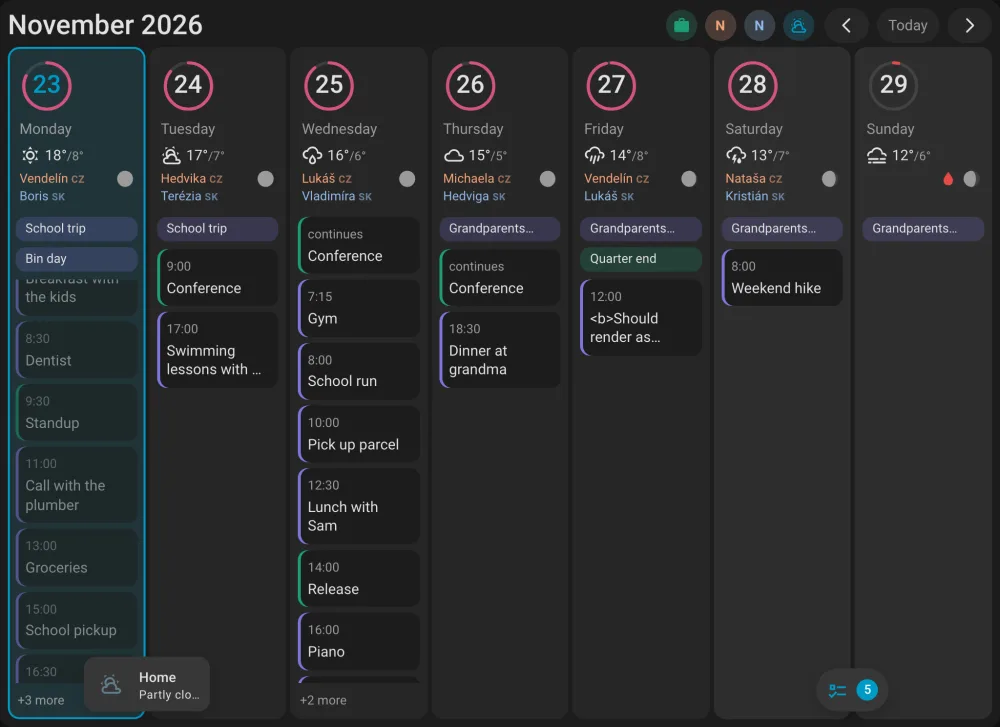 November 2026
N
N
Today
23
Monday
18°/8°
Vendelín CZ
Boris SK
School trip
Bin day
Breakfast with
the kids
8:30
Dentist
9:30
Standup
11:00
Call with the
plumber
13:00
Groceries
15:00
School pickup
16:30
+3 more
24
Tuesday
17°/7°
Hedvika CZ
Terézia SK
School trip
9:00
Conference
17:00
Swimming
lessons with ...
25
Wednesday
16°/6°
Lukáš CZ
Vladimíra SK
continues
Conference
7:15
Gym
8:00
School run
10:00
Pick up parcel
12:30
Lunch with
Sam
14:00
Release
16:00
Piano
+2 more
26
Thursday
15°/5°
Michaela CZ
Hedviga SK
Grandparents...
continues
Conference
18:30
Dinner at
grandma
27
Friday
14°/8°
Vendelín CZ
Lukáš SK
Grandparents...
Quarter end
12:00
<b>Should
render as...
28
Saturday
13°/7°
Nataša CZ
Kristián SK
Grandparents...
8:00
Weekend hike
29
Sunday
12°/6°
Grandparents...
Home
Partly clo...
5